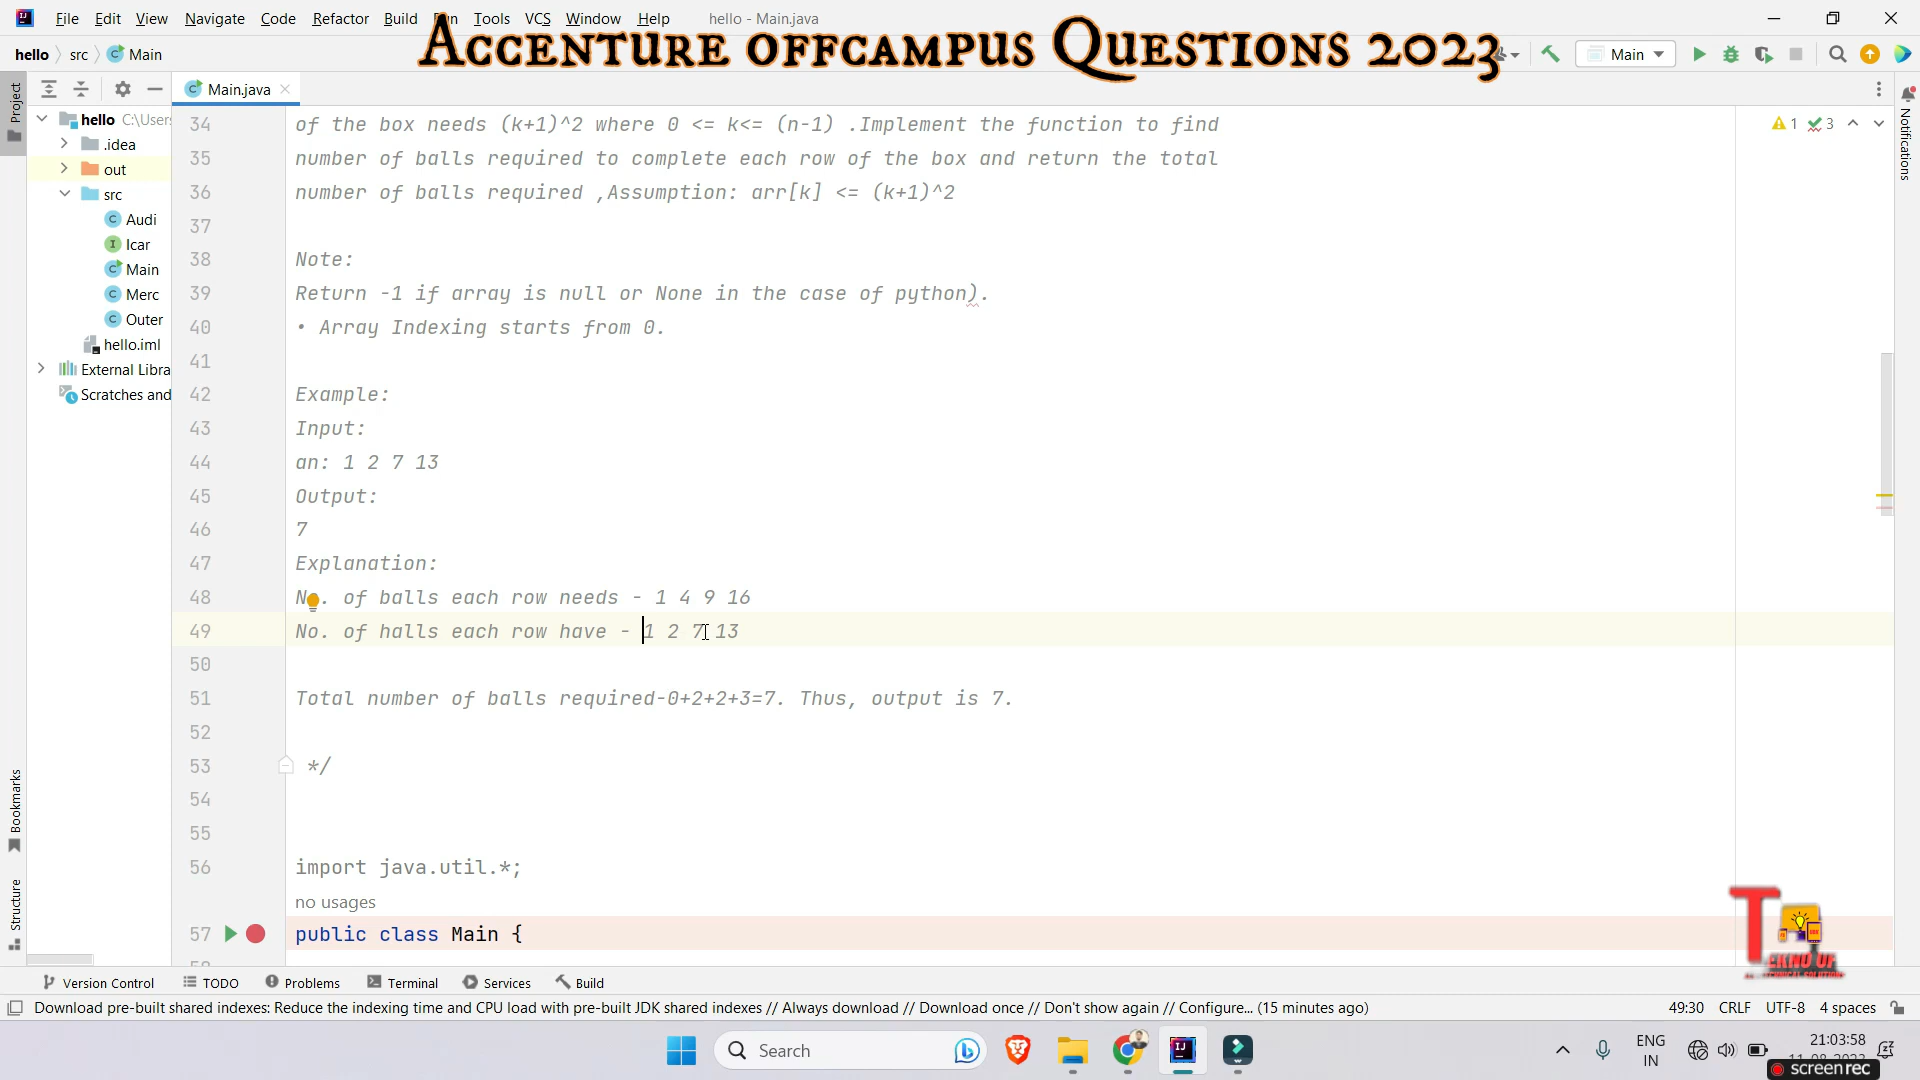 File Edit View Navigate Code Refactor Build Run Tools VCS Window Help hello - Main.java
Accenture offcampus Questions 2023
hello src Main
Main
Project
Main.java
Notifications
hello C:\Users
.idea
out
src
Audi
Icar
Main
Merc
Outer
hello.iml
External Libra
Scratches and
1 3
34 of the box needs (k+1)^2 where 0 <= k<= (n-1) .Implement the function to find
35 number of balls required to complete each row of the box and return the total
36 number of balls required ,Assumption: arr[k] <= (k+1)^2
37
38 Note:
39 Return -1 if array is null or None in the case of python).
40 • Array Indexing starts from 0.
41
42 Example:
43 Input:
44 an: 1 2 7 13
45 Output:
46 7
47 Explanation:
48 No. of balls each row needs - 1 4 9 16
49 No. of halls each row have - 1 2 7 13
50
51 Total number of balls required-0+2+2+3=7. Thus, output is 7.
52
53 */
54
55
56 import java.util.*;
no usages
57 public class Main {
Bookmarks
Structure
Version Control TODO Problems Terminal Services Build
Download pre-built shared indexes: Reduce the indexing time and CPU load with pre-built JDK shared indexes // Always download // Download once // Don't show again // Configure... (15 minutes ago)
49:30 CRLF UTF-8 4 spaces
Search
ENG
IN
21:03:58
11-08-2023
screenrec